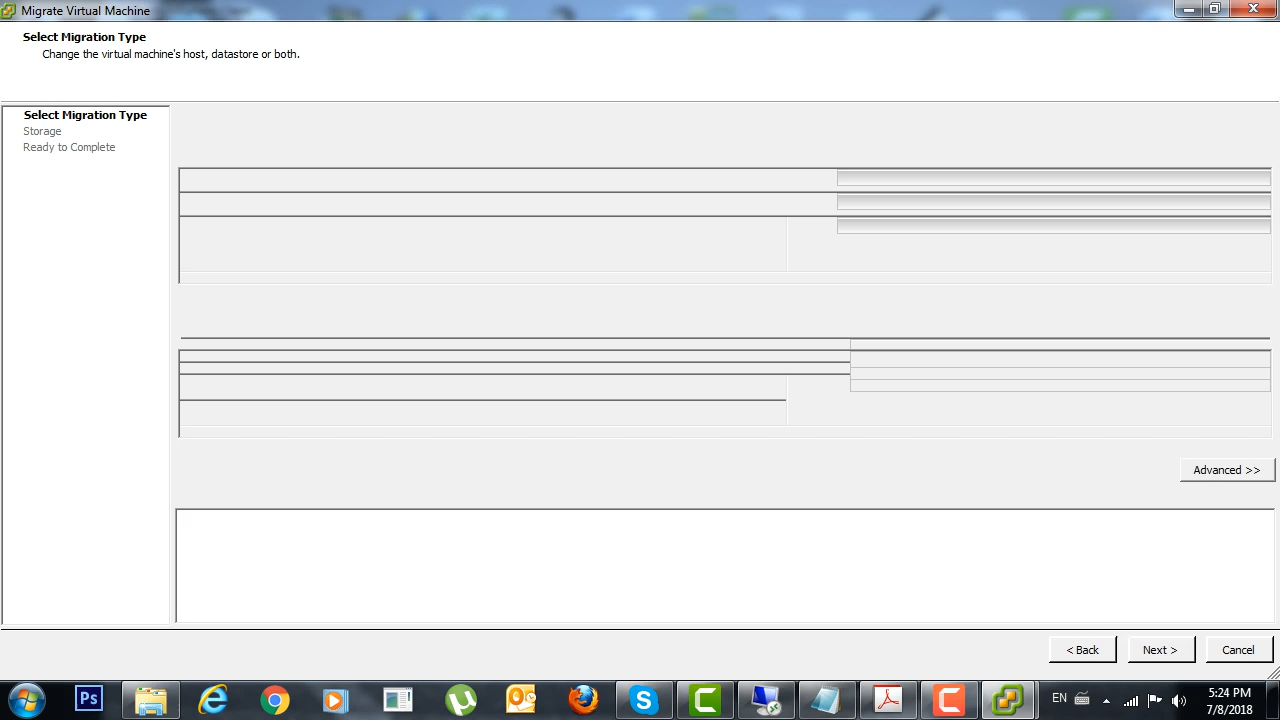 Migrate Virtual Machine
Select Migration Type
Change the virtual machine's host, datastore or both.
Select Migration Type
Storage
Ready to Complete
Advanced >>
< Back
Next >
Cancel
Ps
EN
5:24 PM
7/8/2018